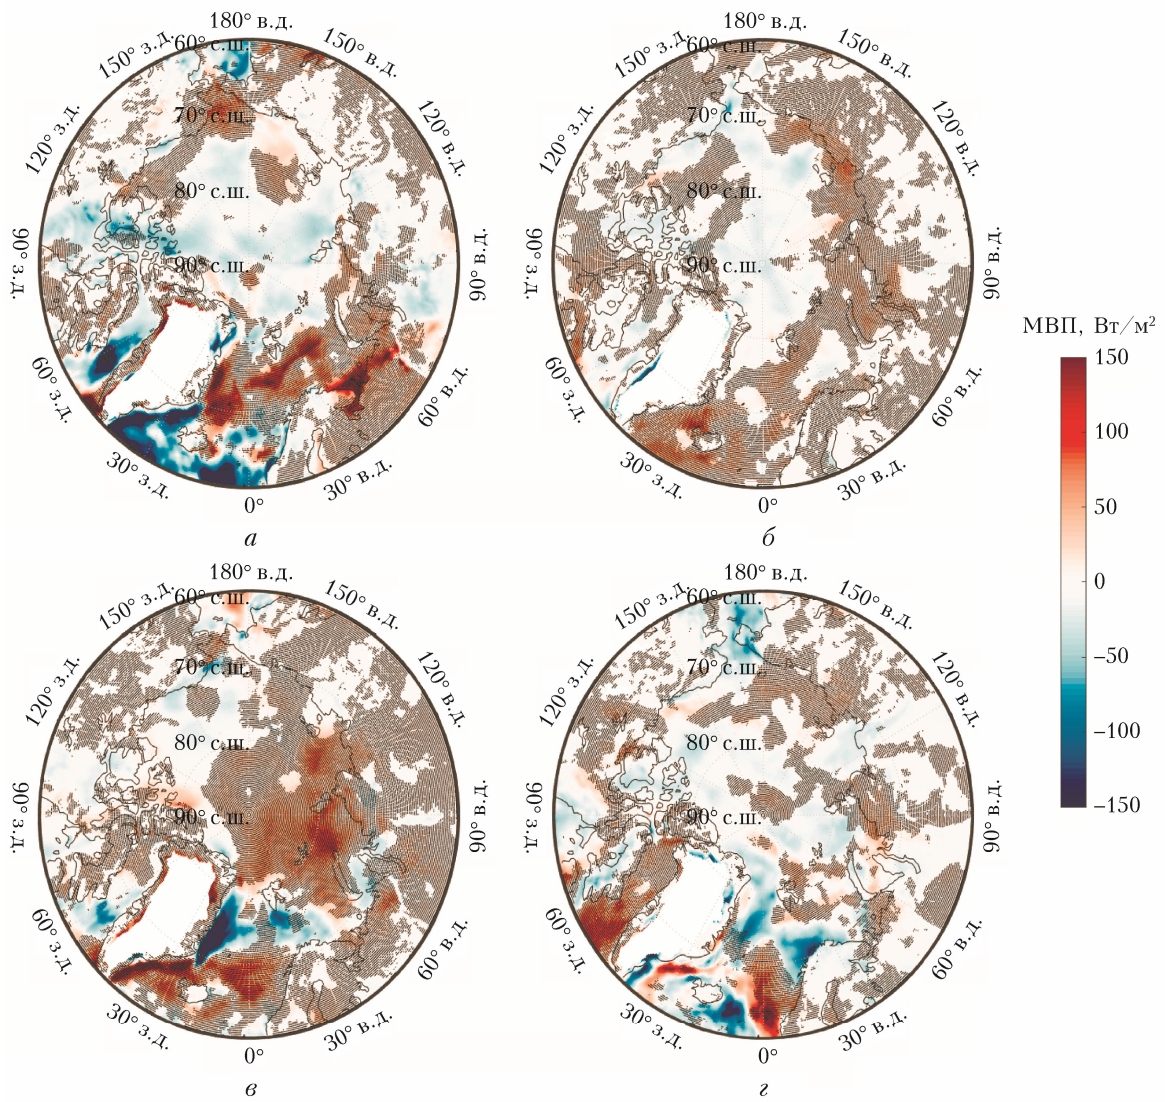 180° в.д.
150° з.д.
60° с.ш.
150° в.д.
120° з.д.
70° с.ш.
120° в.д.
80° с.ш.
90° з.д.
90° с.ш.
90° в.д.
60° з.д.
60° в.д.
30° з.д.
30° в.д.
0°
а
180° в.д.
150° з.д.
60° с.ш.
150° в.д.
120° з.д.
70° с.ш.
120° в.д.
80° с.ш.
90° з.д.
90° с.ш.
90° в.д.
60° з.д.
60° в.д.
30° з.д.
30° в.д.
0°
б
МВП, Вт/м²
150
100
50
0
–50
–100
–150
180° в.д.
150° з.д.
60° с.ш.
150° в.д.
120° з.д.
70° с.ш.
120° в.д.
80° с.ш.
90° з.д.
90° с.ш.
90° в.д.
60° з.д.
60° в.д.
30° з.д.
30° в.д.
0°
в
180° в.д.
150° з.д.
60° с.ш.
150° в.д.
120° з.д.
70° с.ш.
120° в.д.
80° с.ш.
90° з.д.
90° с.ш.
90° в.д.
60° з.д.
60° в.д.
30° з.д.
30° в.д.
0°
г